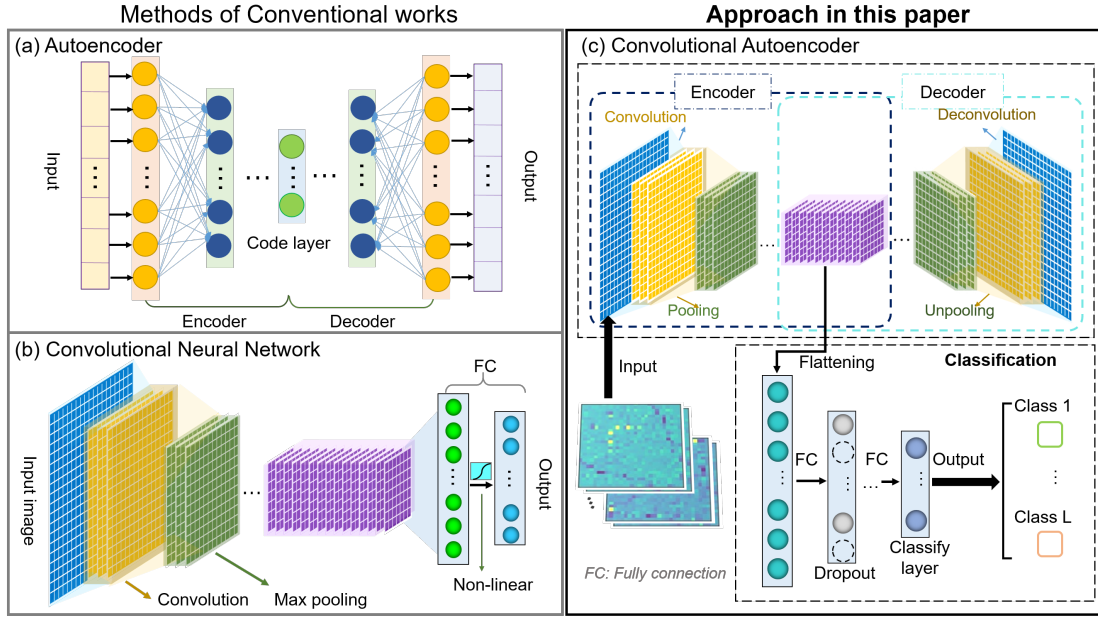 Methods of Conventional works
Approach in this paper
(a) Autoencoder
Input
Output
Code layer
Encoder
Decoder
(b) Convolutional Neural Network
Input image
FC
Output
Non-linear
Convolution
Max pooling
(c) Convolutional Autoencoder
Encoder
Decoder
Convolution
Deconvolution
Pooling
Unpooling
Input
Flattening
Classification
FC
FC
Output
Class 1
Class L
Dropout
Classify
layer
FC: Fully connection